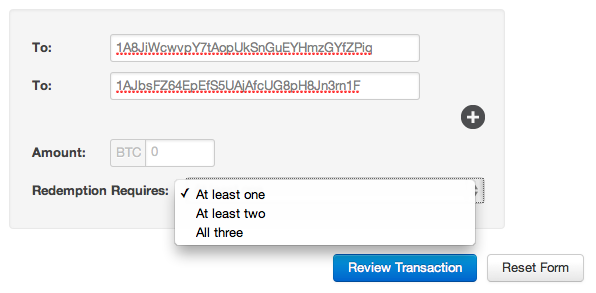 To: 1A8JiWcwvpY7tAopUkSnGuEYHmzGYfZPiq
To: 1AJbsFZ64EpEfS5UAjAfcUG8pH8Jn3rn1F
Amount: BTC 0
Redemption Requires: ✓ At least one
At least two
All three
Review Transaction Reset Form